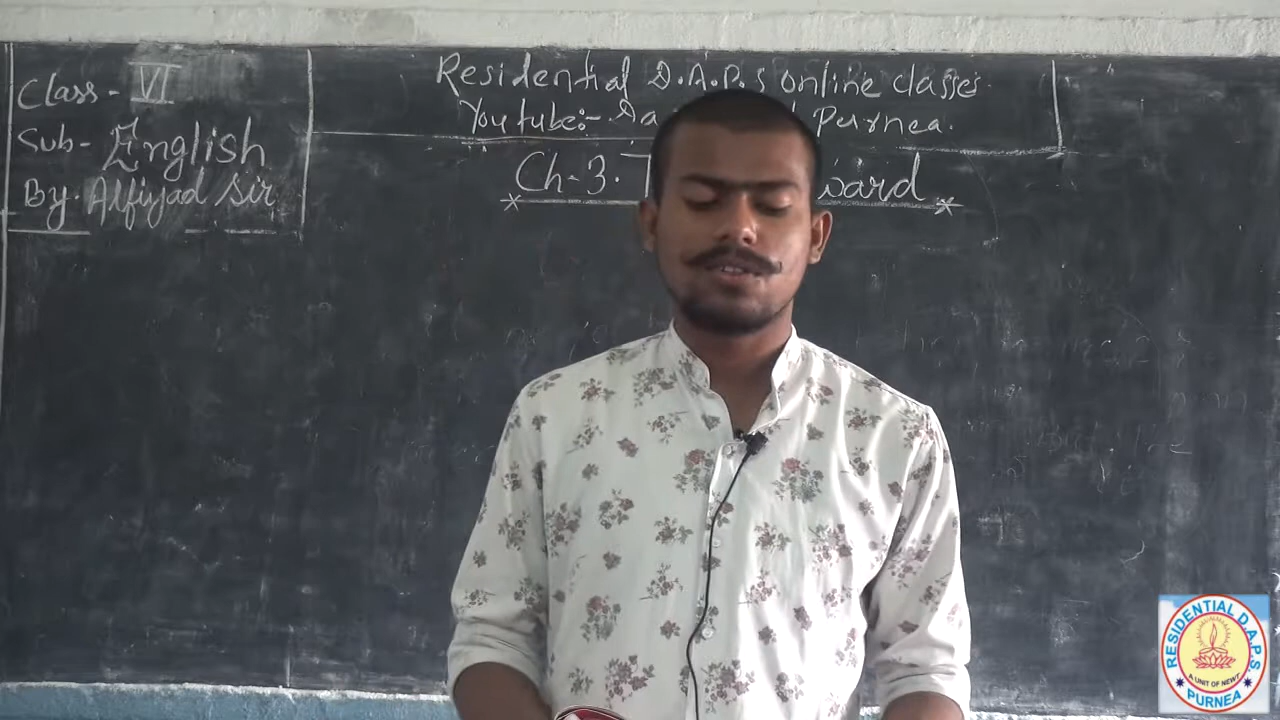 Class - VI
Sub - English
By. Alfiyad Sir
Residential D.A.P.S online classes
Youtube:- Purnea.
Ch-3. ward
RESIDENTIAL D.A.P.S.
A UNIT OF NEWT
PURNEA